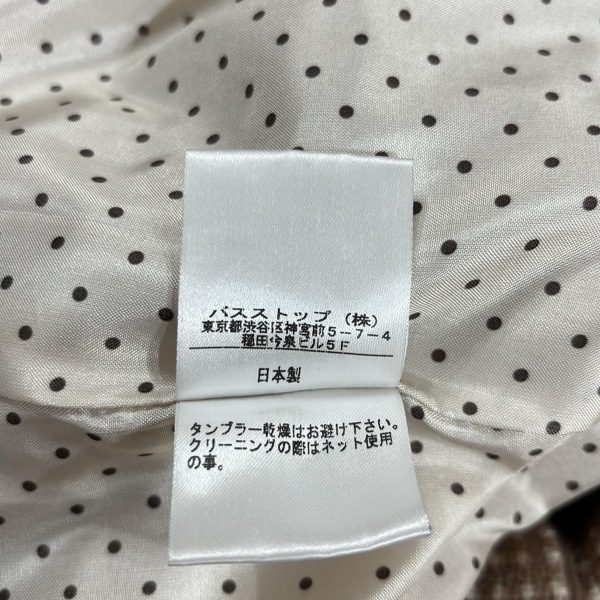 バスストップ（株）
東京都渋谷区神宮前５−７−４
穏田今泉ビル５Ｆ
日本製
タンブラー乾燥はお避け下さい。
クリーニングの際はネット使用
の事。